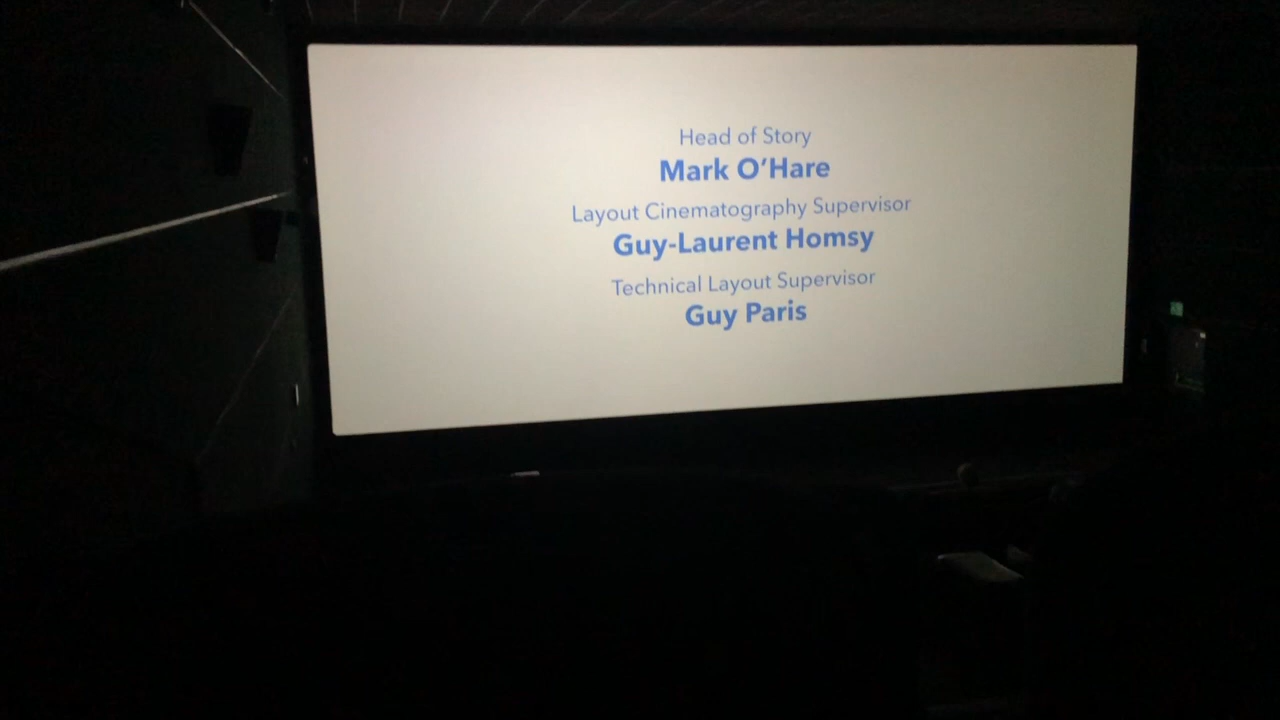 Head of Story
Mark O’Hare
Layout Cinematography Supervisor
Guy-Laurent Homsy
Technical Layout Supervisor
Guy Paris